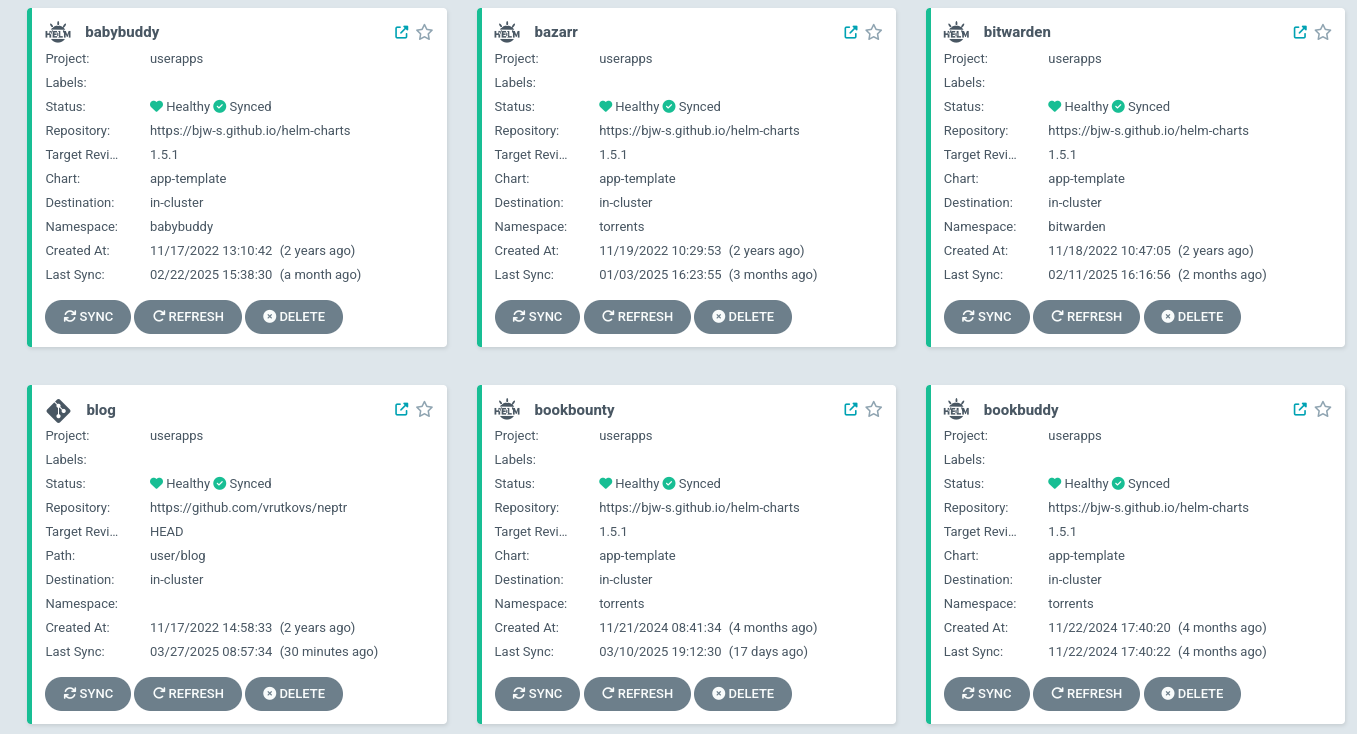 HELM babybuddy
Project: userapps
Labels:
Status: Healthy Synced
Repository: https://bjw-s.github.io/helm-charts
Target Revi... 1.5.1
Chart: app-template
Destination: in-cluster
Namespace: babybuddy
Created At: 11/17/2022 13:10:42 (2 years ago)
Last Sync: 02/22/2025 15:38:30 (a month ago)
SYNC REFRESH DELETE
HELM bazarr
Project: userapps
Labels:
Status: Healthy Synced
Repository: https://bjw-s.github.io/helm-charts
Target Revi... 1.5.1
Chart: app-template
Destination: in-cluster
Namespace: torrents
Created At: 11/19/2022 10:29:53 (2 years ago)
Last Sync: 01/03/2025 16:23:55 (3 months ago)
SYNC REFRESH DELETE
HELM bitwarden
Project: userapps
Labels:
Status: Healthy Synced
Repository: https://bjw-s.github.io/helm-charts
Target Revi... 1.5.1
Chart: app-template
Destination: in-cluster
Namespace: bitwarden
Created At: 11/18/2022 10:47:05 (2 years ago)
Last Sync: 02/11/2025 16:16:56 (2 months ago)
SYNC REFRESH DELETE
blog
Project: userapps
Labels:
Status: Healthy Synced
Repository: https://github.com/vrutkovs/neptr
Target Revi... HEAD
Path: user/blog
Destination: in-cluster
Namespace:
Created At: 11/17/2022 14:58:33 (2 years ago)
Last Sync: 03/27/2025 08:57:34 (30 minutes ago)
SYNC REFRESH DELETE
HELM bookbounty
Project: userapps
Labels:
Status: Healthy Synced
Repository: https://bjw-s.github.io/helm-charts
Target Revi... 1.5.1
Chart: app-template
Destination: in-cluster
Namespace: torrents
Created At: 11/21/2024 08:41:34 (4 months ago)
Last Sync: 03/10/2025 19:12:30 (17 days ago)
SYNC REFRESH DELETE
HELM bookbuddy
Project: userapps
Labels:
Status: Healthy Synced
Repository: https://bjw-s.github.io/helm-charts
Target Revi... 1.5.1
Chart: app-template
Destination: in-cluster
Namespace: torrents
Created At: 11/22/2024 17:40:20 (4 months ago)
Last Sync: 11/22/2024 17:40:22 (4 months ago)
SYNC REFRESH DELETE